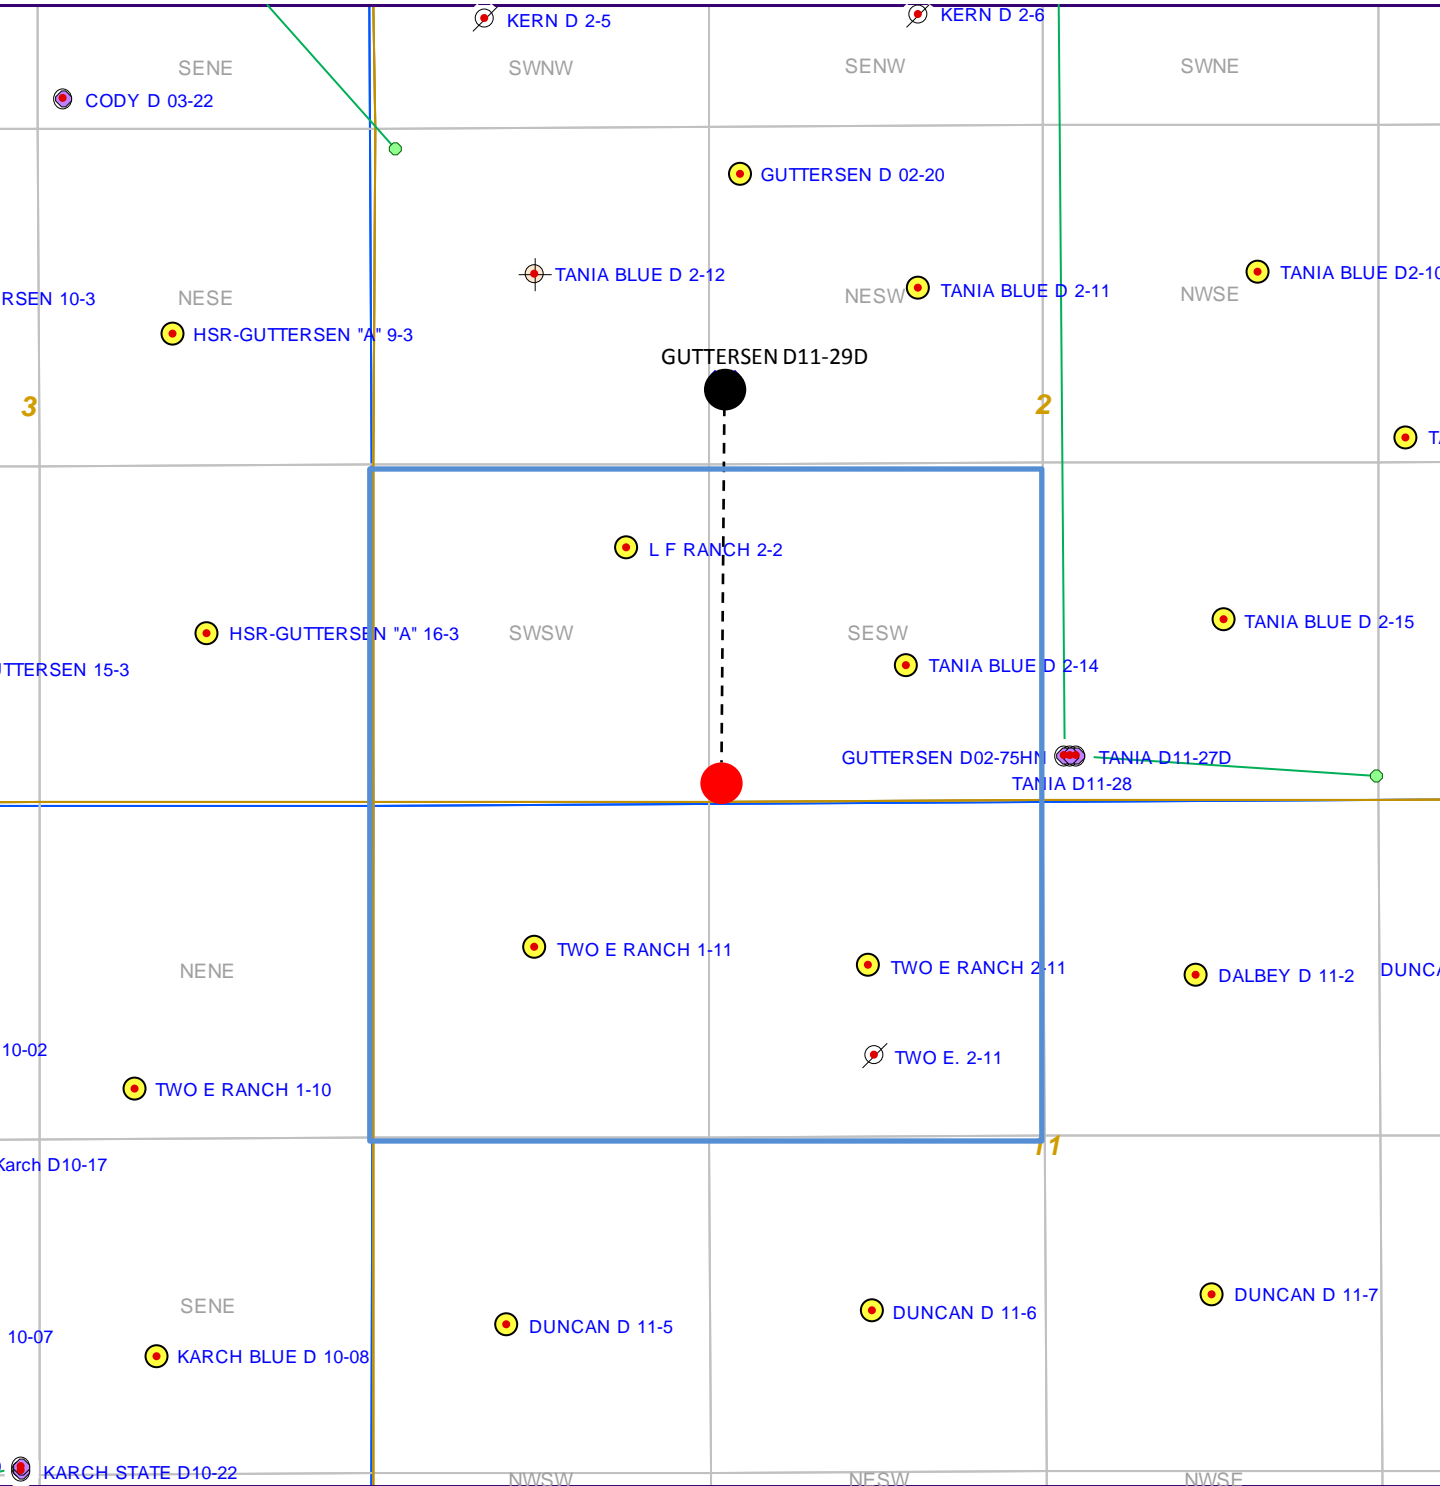 KERN D 2-5
KERN D 2-6
SENE
SWNW
SENW
SWNE
CODY D 03-22
GUTTERSEN D 02-20
TANIA BLUE D 2-12
TANIA BLUE D 2-11
TANIA BLUE D2-10
RSEN 10-3
NESE
NESW
NWSE
HSR-GUTTERSEN "A" 9-3
GUTTERSEN D11-29D
3
2
TA
L F RANCH 2-2
HSR-GUTTERSEN "A" 16-3
SWSW
SESW
TANIA BLUE D 2-15
UTTERSEN 15-3
TANIA BLUE D 2-14
GUTTERSEN D02-75HN
TANIA D11-27D
TANIA D11-28
TWO E RANCH 1-11
TWO E RANCH 2-11
NENE
DALBEY D 11-2
DUNCA
10-02
TWO E. 2-11
TWO E RANCH 1-10
11
Karch D10-17
SENE
DUNCAN D 11-7
DUNCAN D 11-5
DUNCAN D 11-6
10-07
KARCH BLUE D 10-08
KARCH STATE D10-22
NWSW
NESW
NWSE